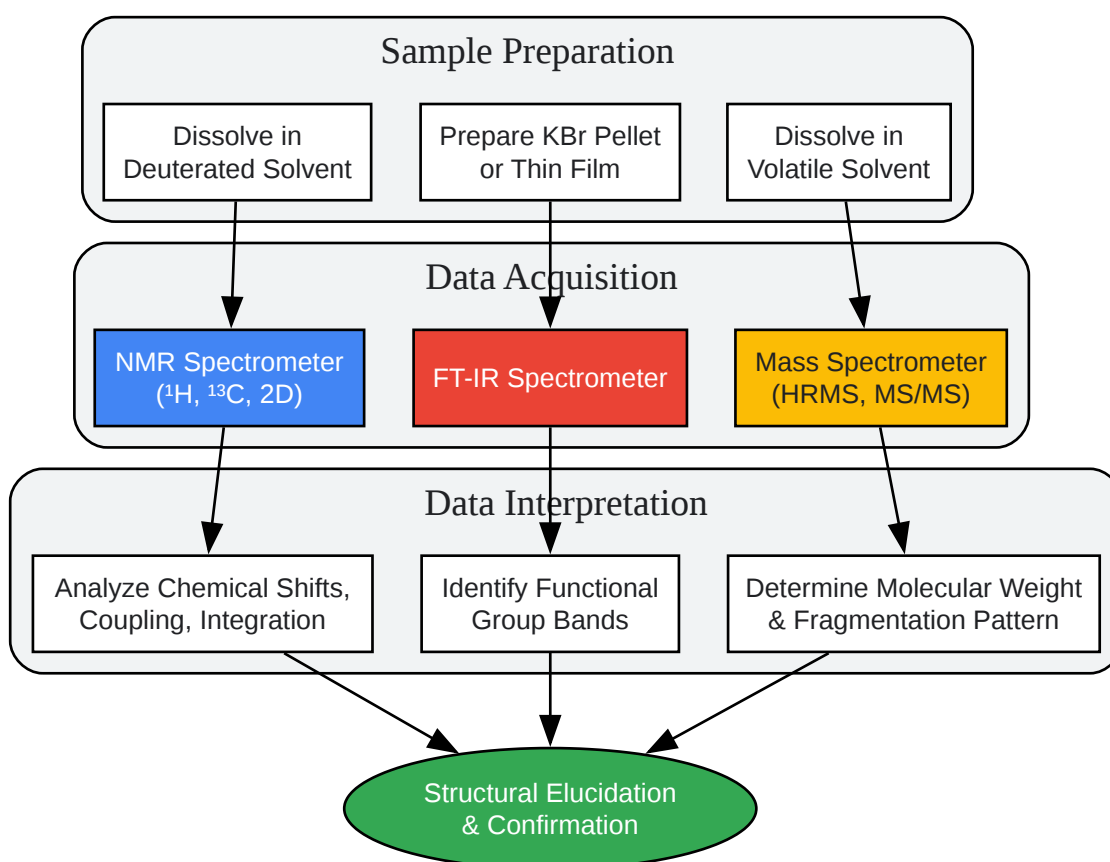 Sample Preparation
Dissolve in
Deuterated Solvent
Prepare KBr Pellet
or Thin Film
Dissolve in
Volatile Solvent
Data Acquisition
NMR Spectrometer
(¹H, ¹³C, 2D)
FT-IR Spectrometer
Mass Spectrometer
(HRMS, MS/MS)
Data Interpretation
Analyze Chemical Shifts,
Coupling, Integration
Identify Functional
Group Bands
Determine Molecular Weight
& Fragmentation Pattern
Structural Elucidation
& Confirmation